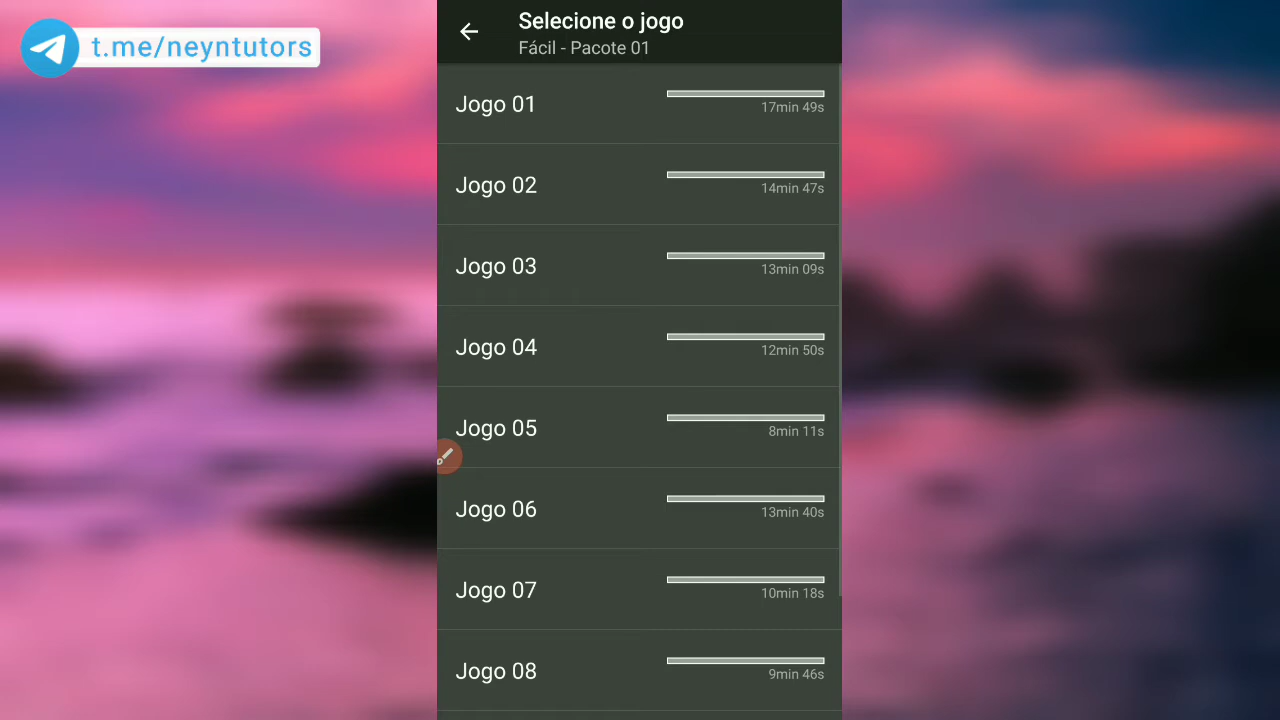 t.me/neyntutors
Selecione o jogo
Fácil - Pacote 01
Jogo 01
17min 49s
Jogo 02
14min 47s
Jogo 03
13min 09s
Jogo 04
12min 50s
Jogo 05
8min 11s
Jogo 06
13min 40s
Jogo 07
10min 18s
Jogo 08
9min 46s